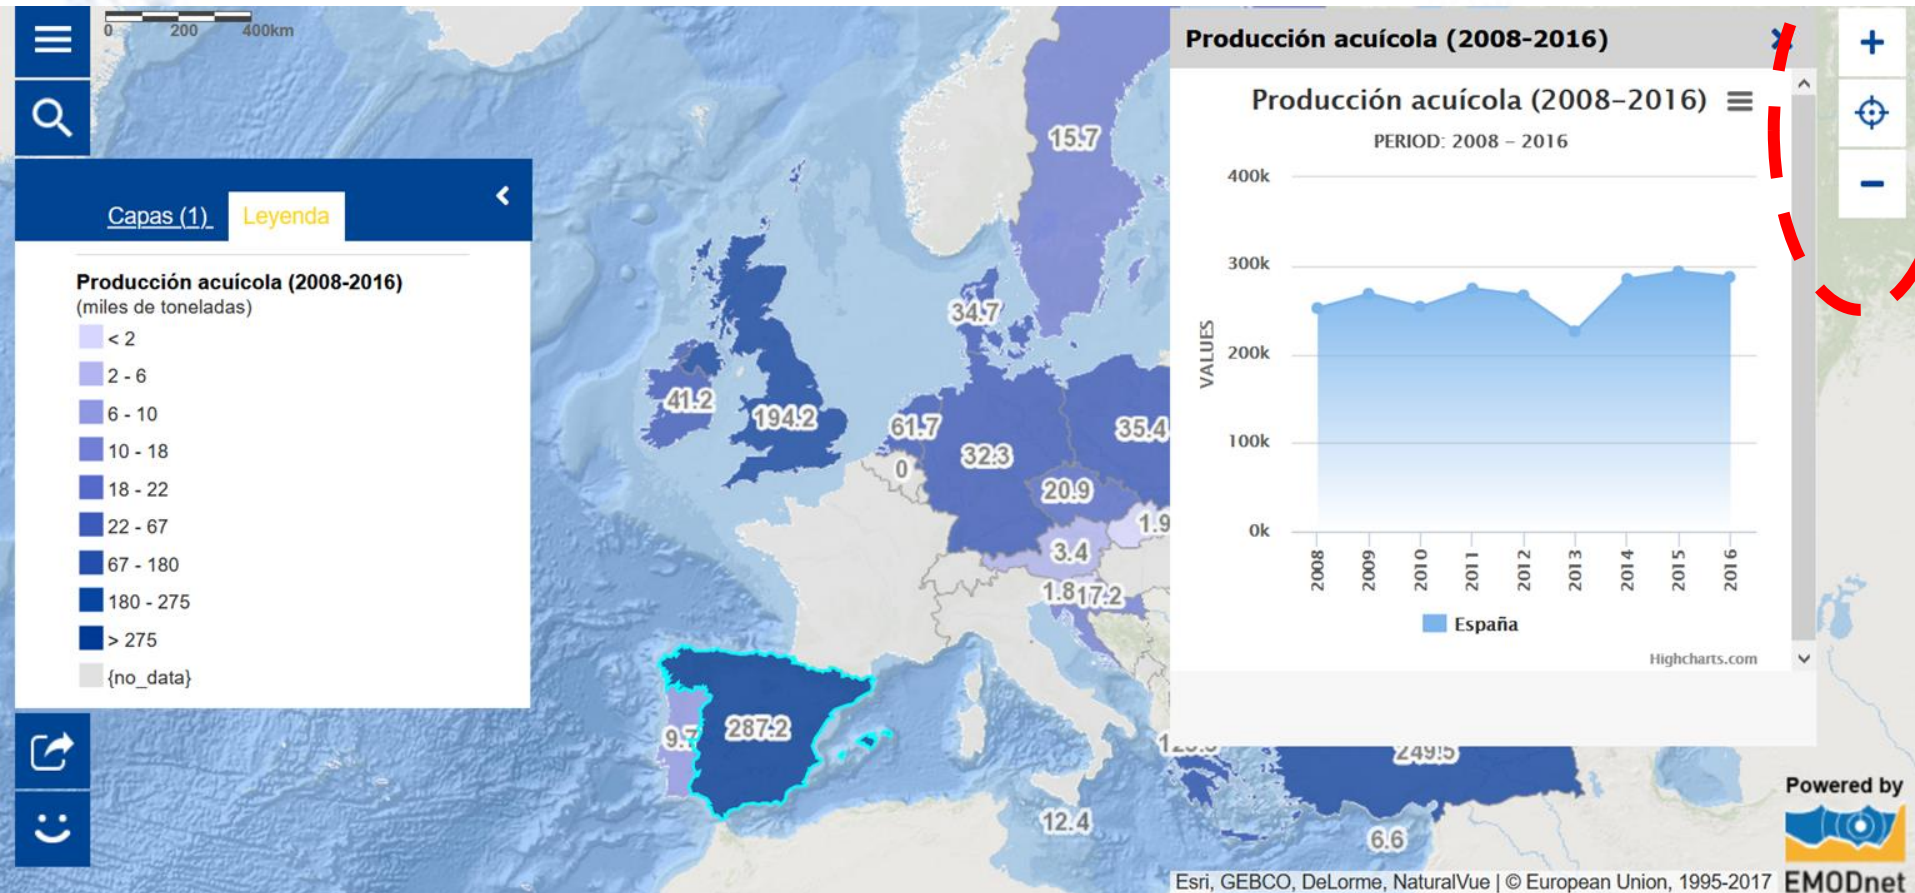 0 200 400km
Capas (1) Leyenda
Producción acuícola (2008-2016)
(miles de toneladas)
< 2
2 - 6
6 - 10
10 - 18
18 - 22
22 - 67
67 - 180
180 - 275
> 275
{no_data}
15.7
34.7
41.2
194.2
61.7
35.4
0
32.3
20.9
1.9
3.4
1.8
17.2
9.7
287.2
249.5
12.4
6.6
Producción acuícola (2008-2016)
Producción acuícola (2008-2016)
PERIOD: 2008 - 2016
VALUES
400k
300k
200k
100k
0k
2008 2009 2010 2011 2012 2013 2014 2015 2016
España
Highcharts.com
Powered by
EMODnet
Esri, GEBCO, DeLorme, NaturalVue | © European Union, 1995-2017